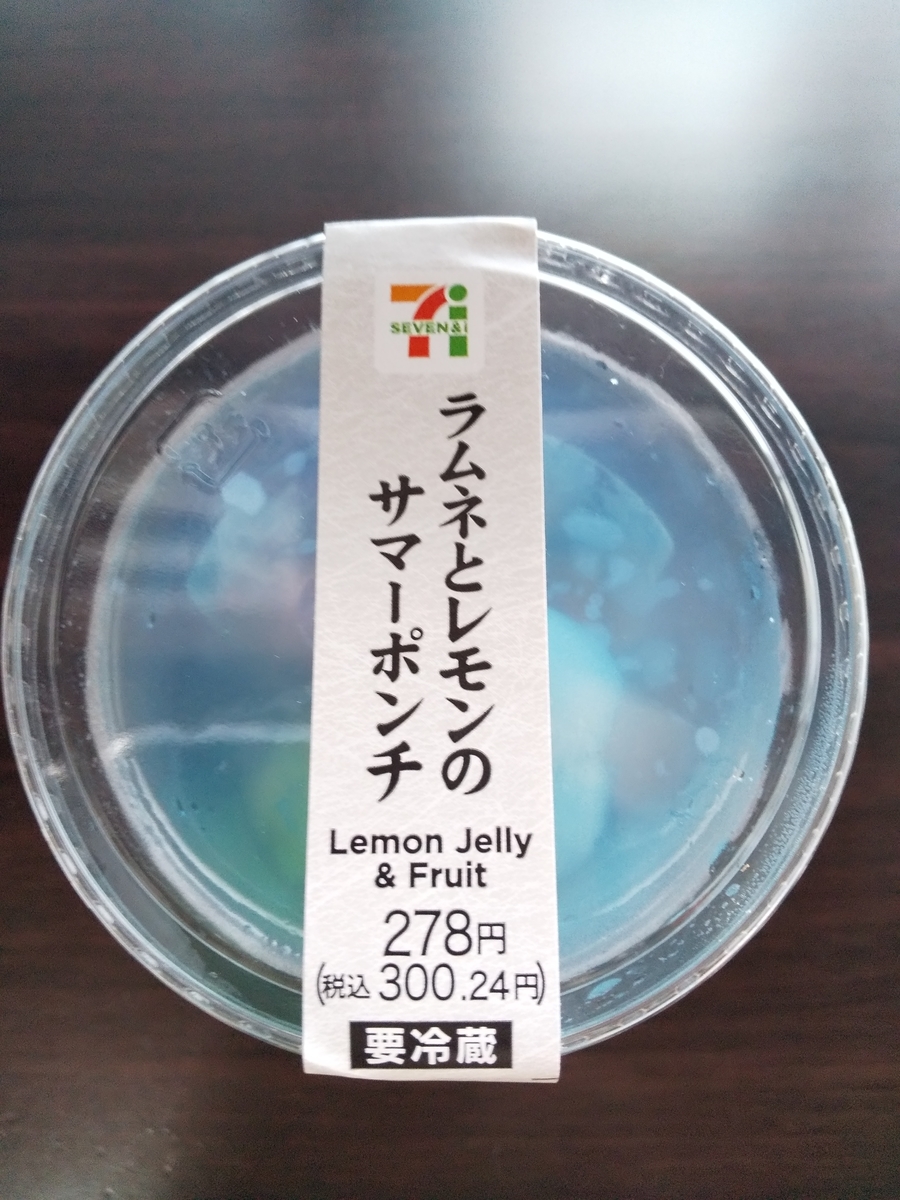 SEVEN&i
ラムネとレモンの
サマーポンチ
Lemon Jelly
& Fruit
278円
(税込 300.24円)
要冷蔵